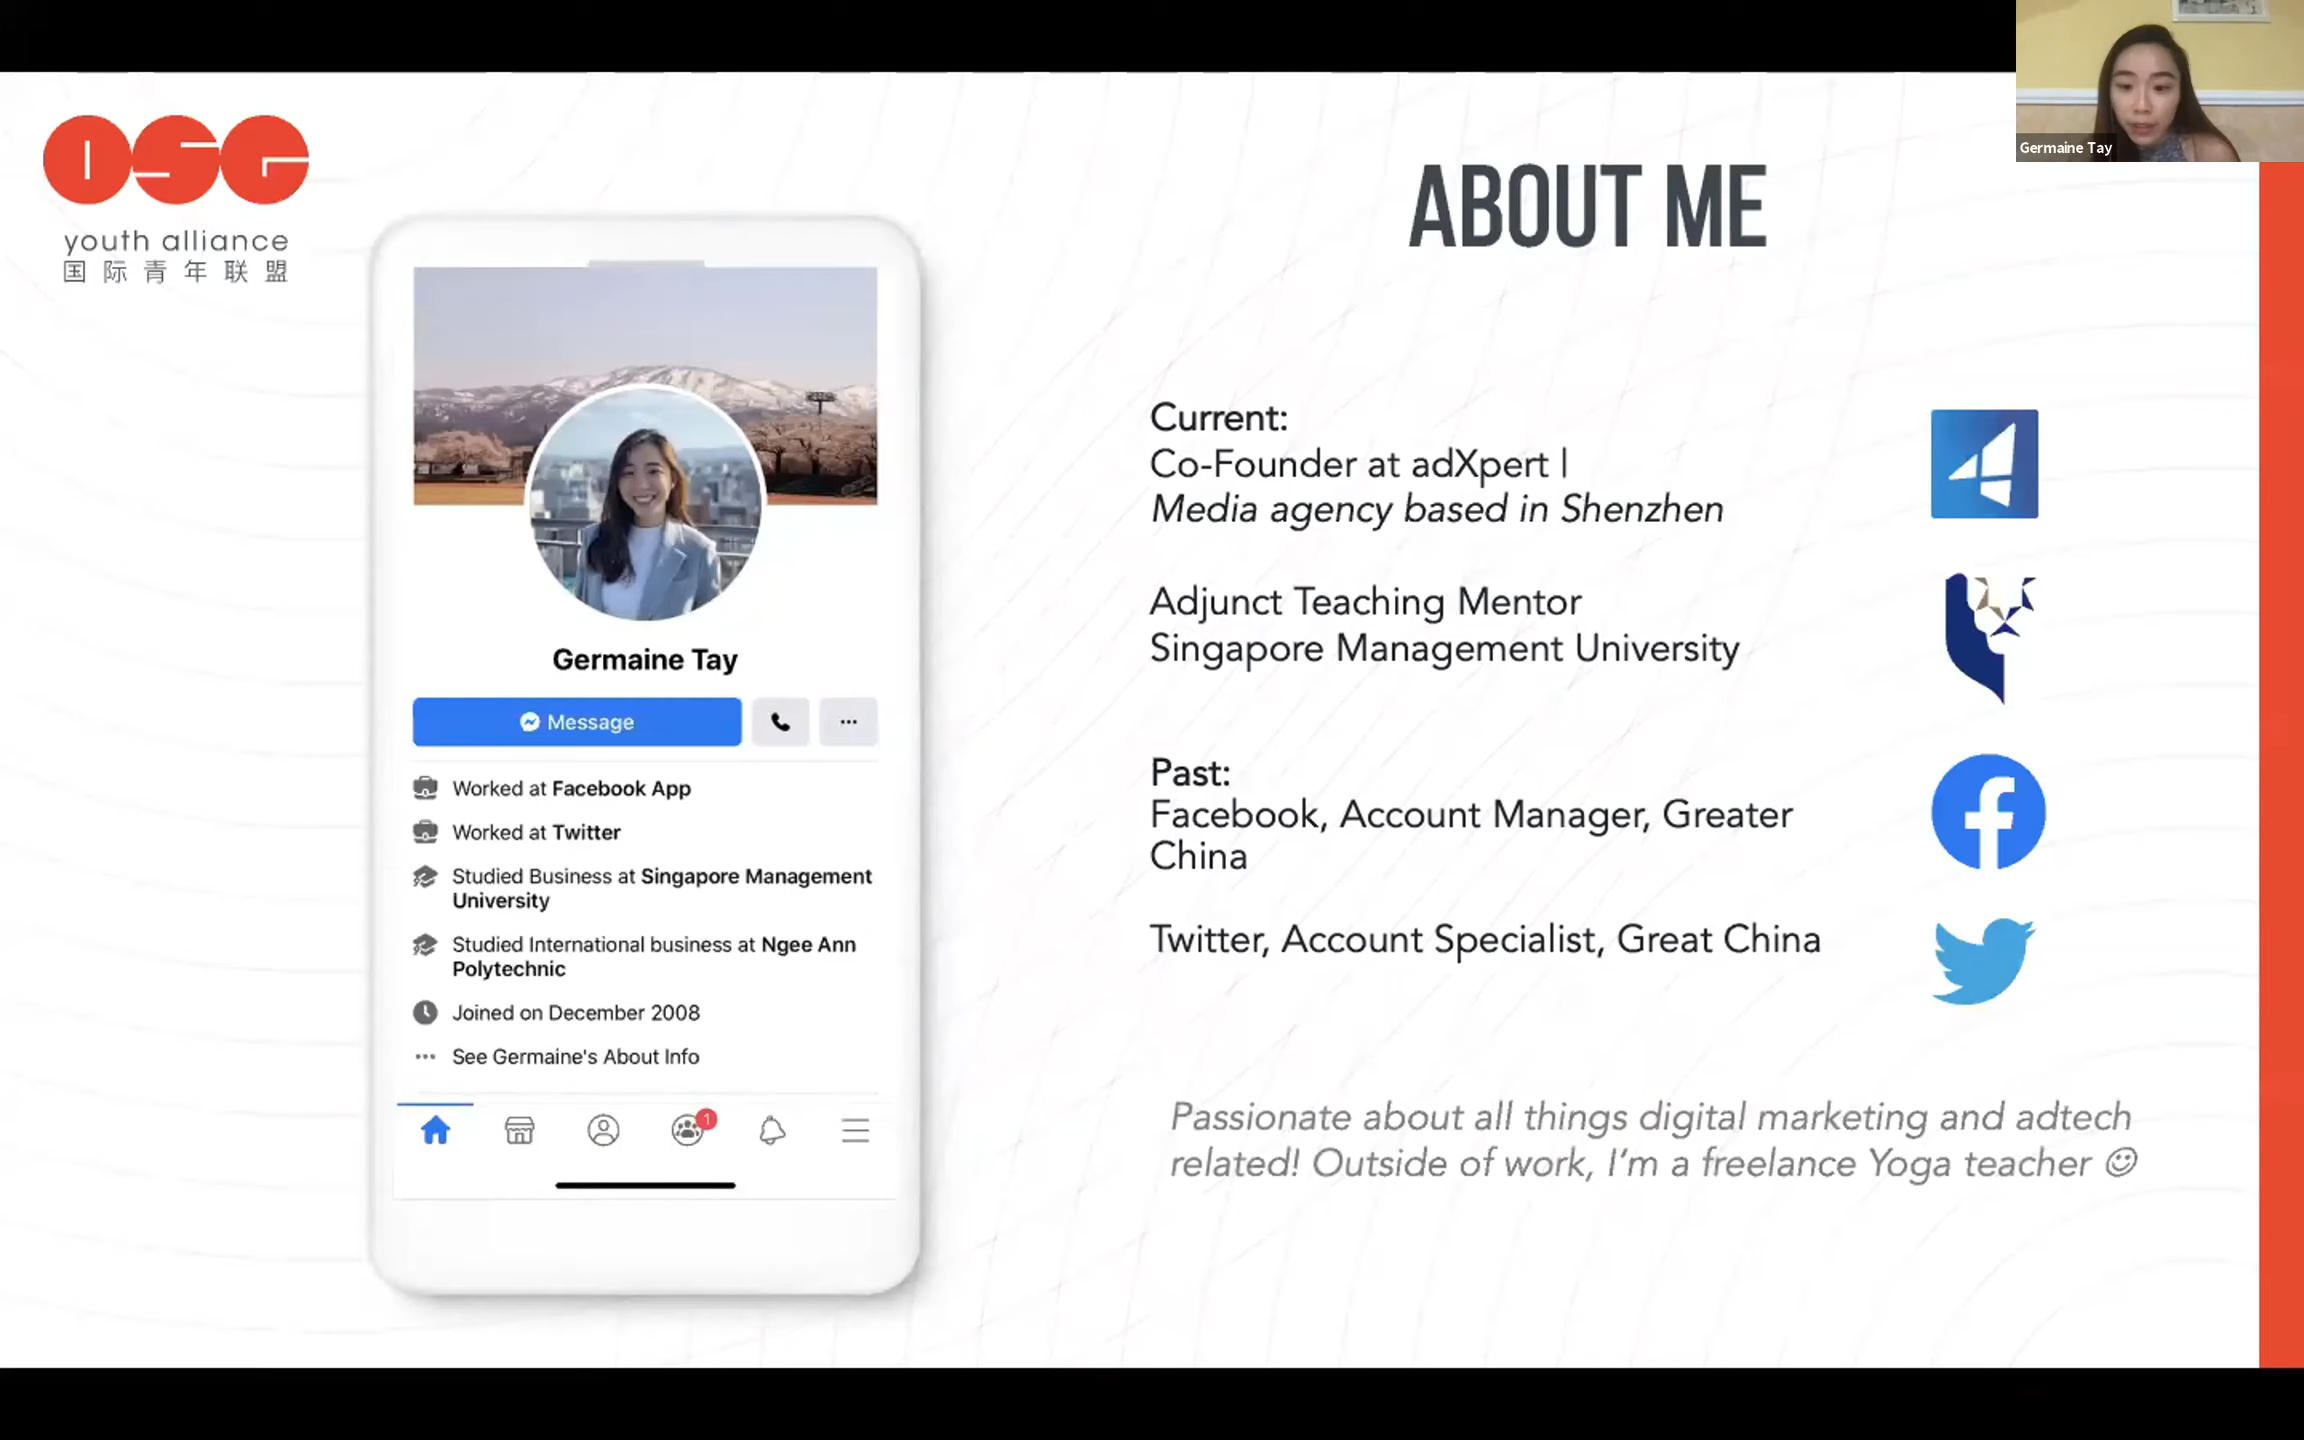 OSG
youth alliance
国际青年联盟
Germaine Tay
ABOUT ME
Germaine Tay
Message
Worked at Facebook App
Worked at Twitter
Studied Business at Singapore Management
University
Studied International business at Ngee Ann
Polytechnic
Joined on December 2008
See Germaine's About Info
1
Current:
Co-Founder at adXpert |
Media agency based in Shenzhen
Adjunct Teaching Mentor
Singapore Management University
Past:
Facebook, Account Manager, Greater
China
Twitter, Account Specialist, Great China
Passionate about all things digital marketing and adtech
related! Outside of work, I'm a freelance Yoga teacher ☺